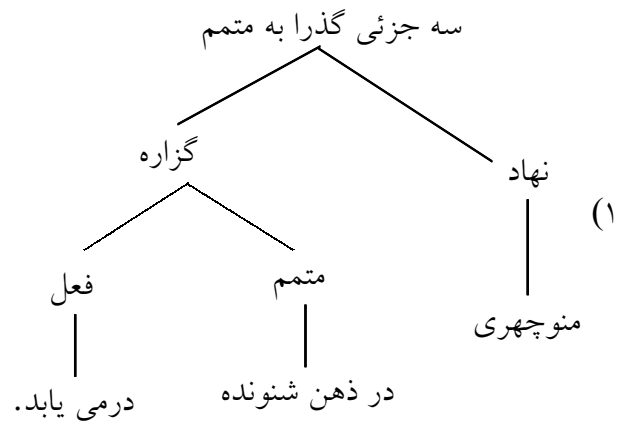 سه جزئی گذرا به متمم
گزاره
نهاد
۱)
متمم
فعل
منوچهری
در ذهن شنونده
درمی یابد.